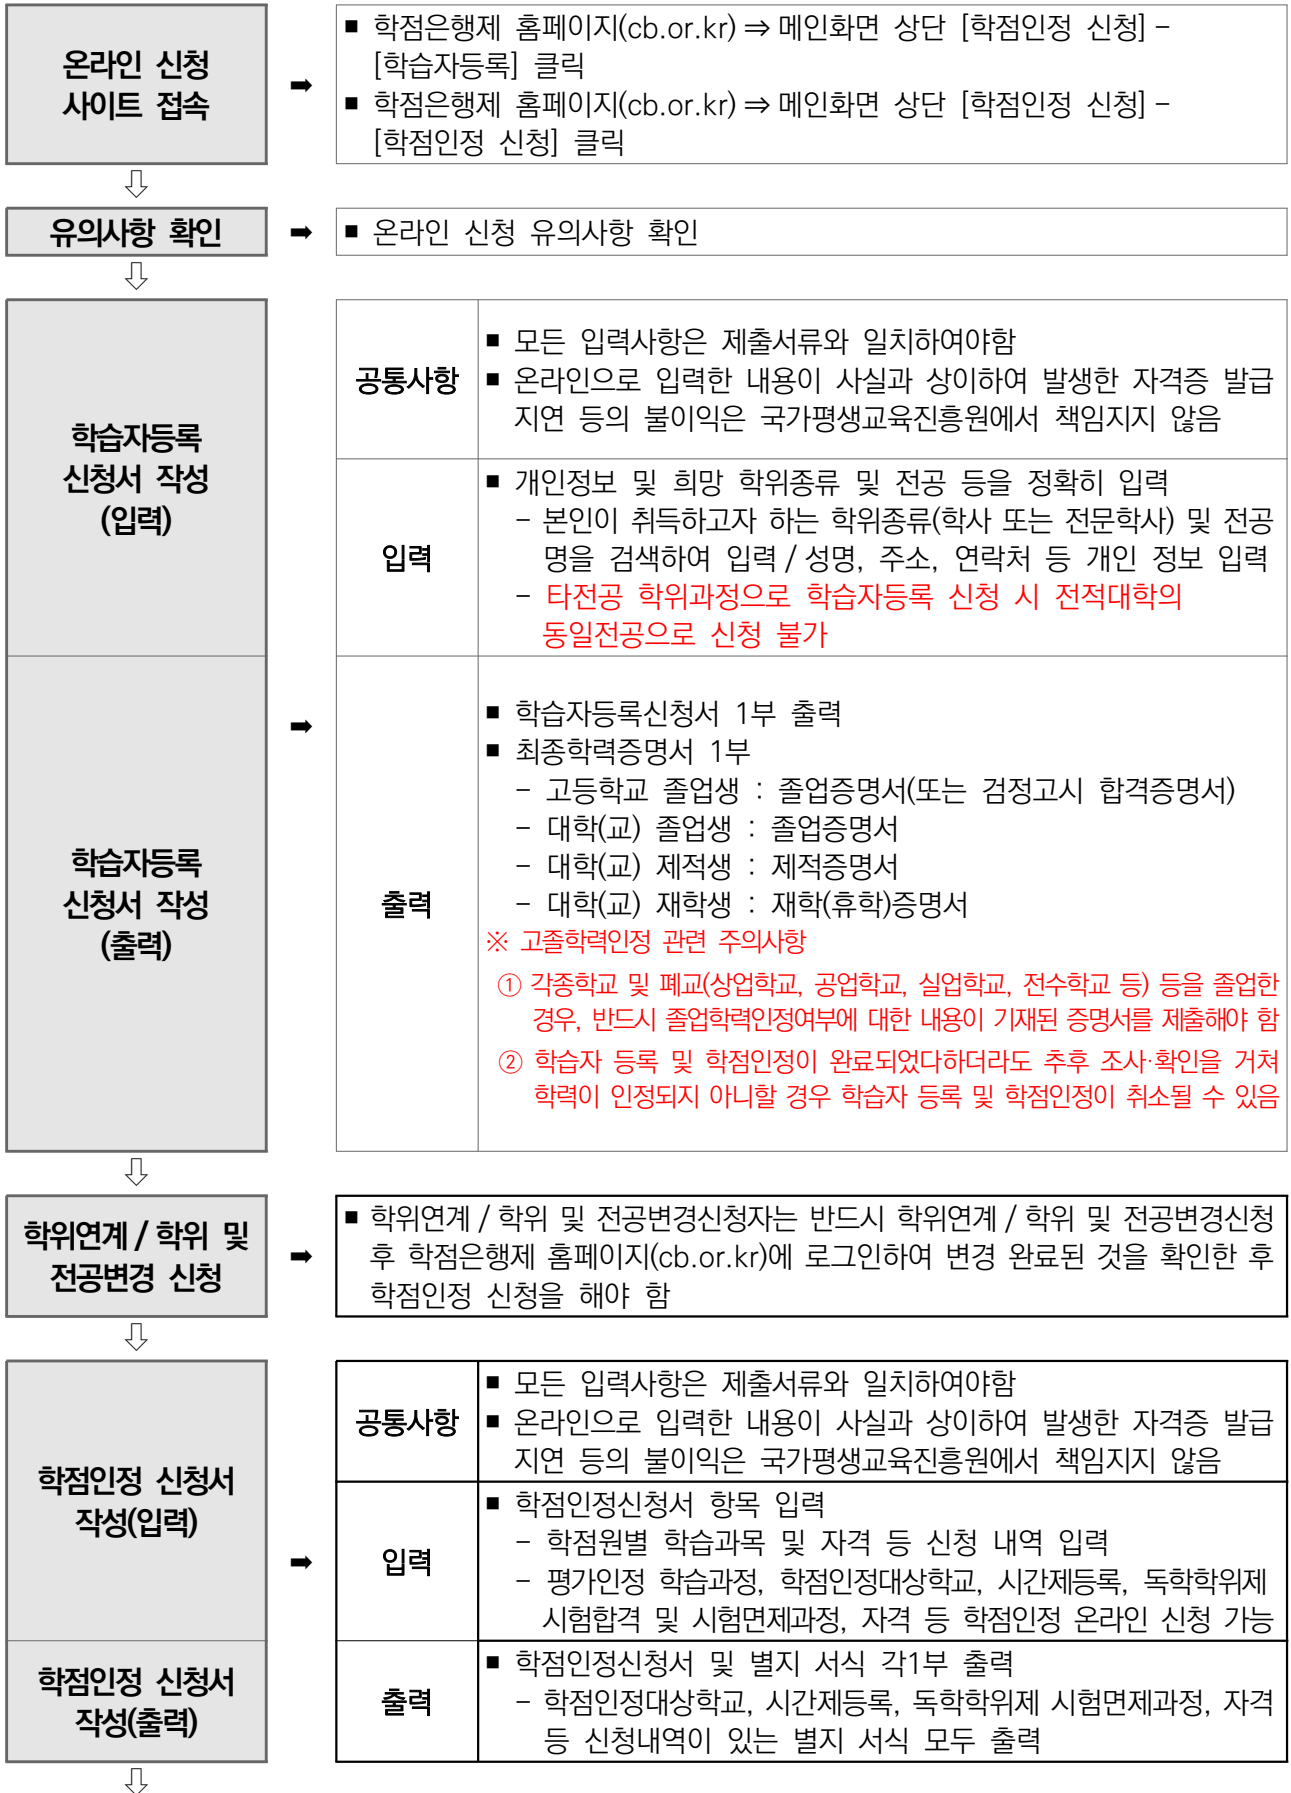 온라인 신청
사이트 접속
➡
■ 학점은행제 홈페이지(cb.or.kr) ⇒ 메인화면 상단 [학점인정 신청] -
[학습자등록] 클릭
■ 학점은행제 홈페이지(cb.or.kr) ⇒ 메인화면 상단 [학점인정 신청] -
[학점인정 신청] 클릭
⇩
유의사항 확인
➡
■ 온라인 신청 유의사항 확인
⇩
학습자등록
신청서 작성
(입력)
공통사항
■ 모든 입력사항은 제출서류와 일치하여야함
■ 온라인으로 입력한 내용이 사실과 상이하여 발생한 자격증 발급
지연 등의 불이익은 국가평생교육진흥원에서 책임지지 않음
입력
■ 개인정보 및 희망 학위종류 및 전공 등을 정확히 입력
- 본인이 취득하고자 하는 학위종류(학사 또는 전문학사) 및 전공
명을 검색하여 입력 / 성명, 주소, 연락처 등 개인 정보 입력
- 타전공 학위과정으로 학습자등록 신청 시 전적대학의
동일전공으로 신청 불가
학습자등록
신청서 작성
(출력)
➡
출력
■ 학습자등록신청서 1부 출력
■ 최종학력증명서 1부
- 고등학교 졸업생 : 졸업증명서(또는 검정고시 합격증명서)
- 대학(교) 졸업생 : 졸업증명서
- 대학(교) 제적생 : 제적증명서
- 대학(교) 재학생 : 재학(휴학)증명서
※ 고졸학력인정 관련 주의사항
① 각종학교 및 폐교(상업학교, 공업학교, 실업학교, 전수학교 등) 등을 졸업한
경우, 반드시 졸업학력인정여부에 대한 내용이 기재된 증명서를 제출해야 함
② 학습자 등록 및 학점인정이 완료되었다하더라도 추후 조사·확인을 거쳐
학력이 인정되지 아니할 경우 학습자 등록 및 학점인정이 취소될 수 있음
⇩
학위연계 / 학위 및
전공변경 신청
➡
■ 학위연계 / 학위 및 전공변경신청자는 반드시 학위연계 / 학위 및 전공변경신청
후 학점은행제 홈페이지(cb.or.kr)에 로그인하여 변경 완료된 것을 확인한 후
학점인정 신청을 해야 함
⇩
학점인정 신청서
작성(입력)
➡
공통사항
■ 모든 입력사항은 제출서류와 일치하여야함
■ 온라인으로 입력한 내용이 사실과 상이하여 발생한 자격증 발급
지연 등의 불이익은 국가평생교육진흥원에서 책임지지 않음
입력
■ 학점인정신청서 항목 입력
- 학점원별 학습과목 및 자격 등 신청 내역 입력
- 평가인정 학습과정, 학점인정대상학교, 시간제등록, 독학학위제
시험합격 및 시험면제과정, 자격 등 학점인정 온라인 신청 가능
학점인정 신청서
작성(출력)
출력
■ 학점인정신청서 및 별지 서식 각1부 출력
- 학점인정대상학교, 시간제등록, 독학학위제 시험면제과정, 자격
등 신청내역이 있는 별지 서식 모두 출력
⇩